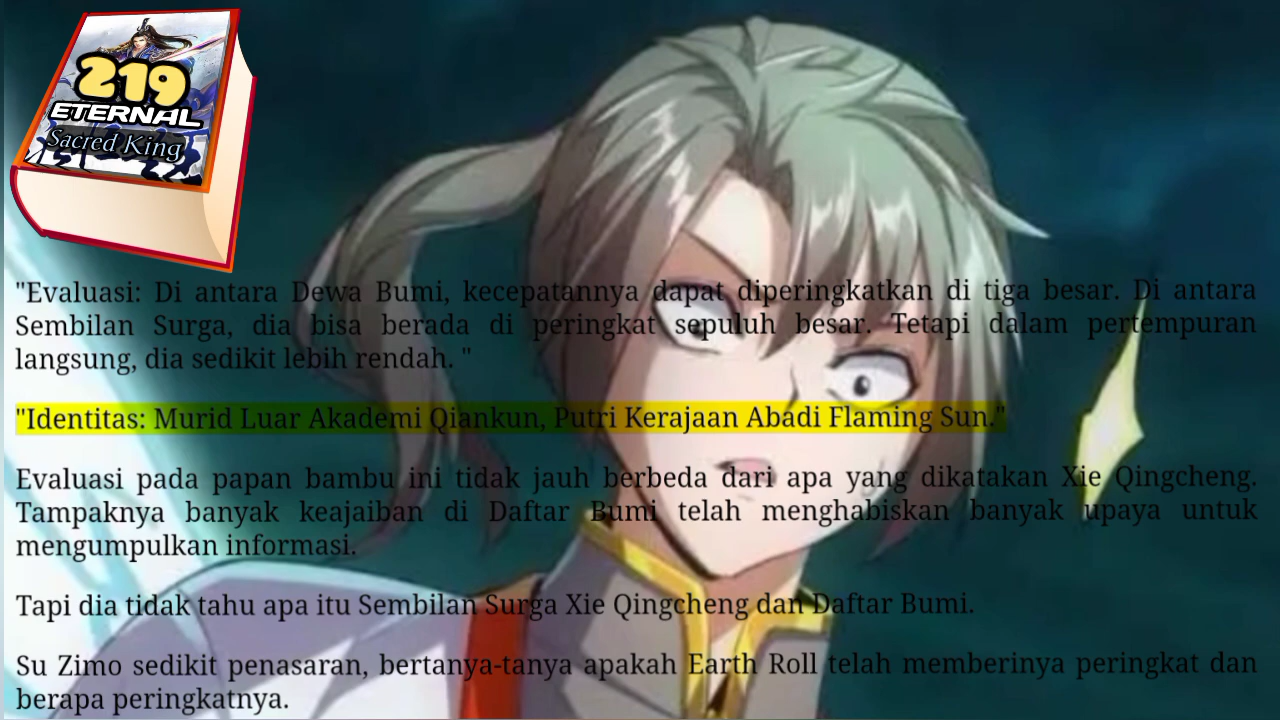 219
ETERNAL
Sacred King
"Evaluasi: Di antara Dewa Bumi, kecepatannya dapat diperingkatkan di tiga besar. Di antara
Sembilan Surga, dia bisa berada di peringkat sepuluh besar. Tetapi dalam pertempuran
langsung, dia sedikit lebih rendah. "
"Identitas: Murid Luar Akademi Qiankun, Putri Kerajaan Abadi Flaming Sun."
Evaluasi pada papan bambu ini tidak jauh berbeda dari apa yang dikatakan Xie Qingcheng.
Tampaknya banyak keajaiban di Daftar Bumi telah menghabiskan banyak upaya untuk
mengumpulkan informasi.
Tapi dia tidak tahu apa itu Sembilan Surga Xie Qingcheng dan Daftar Bumi.
Su Zimo sedikit penasaran, bertanya-tanya apakah Earth Roll telah memberinya peringkat dan
berapa peringkatnya.